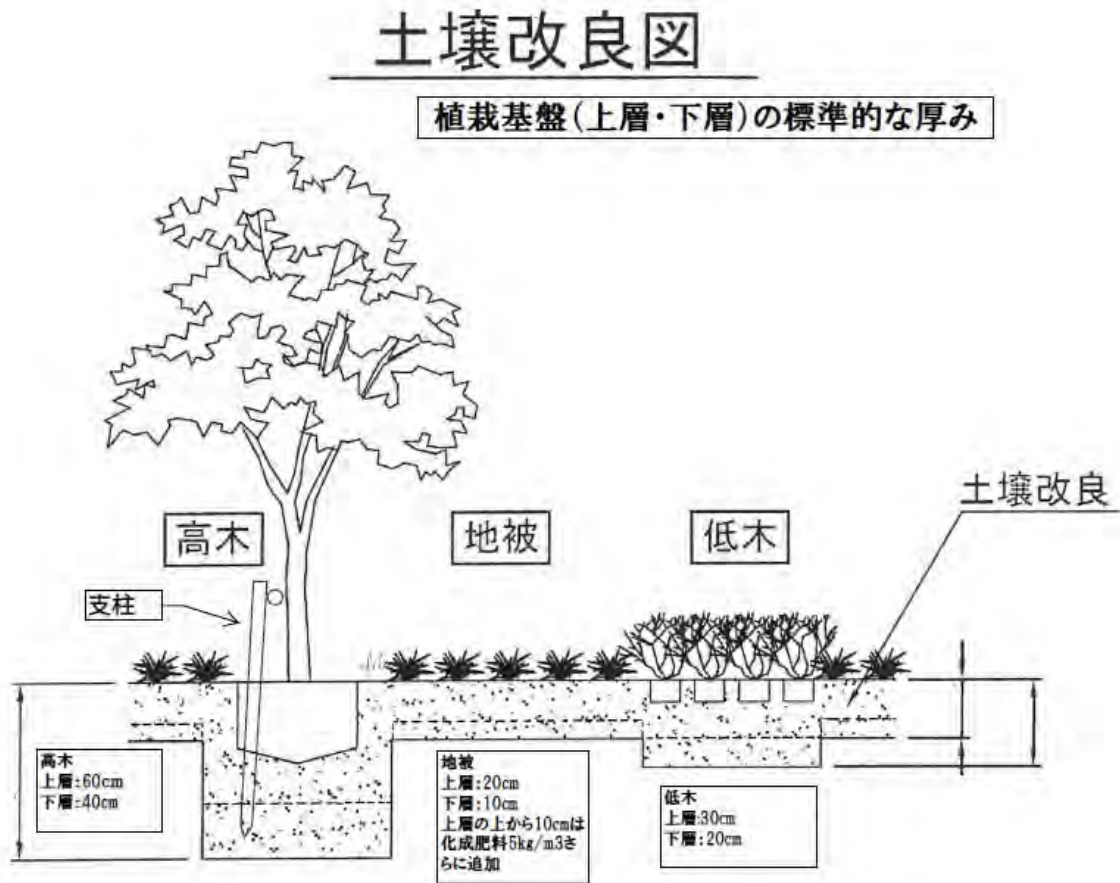 土壌改良図
植栽基盤(上層・下層)の標準的な厚み
土壌改良
高木
地被
低木
支柱
高木
上層:60cm
下層:40cm
地被
上層:20cm
下層:10cm
上層の上から10cmは
化成肥料5kg/m3さ
らに追加
低木
上層:30cm
下層:20cm